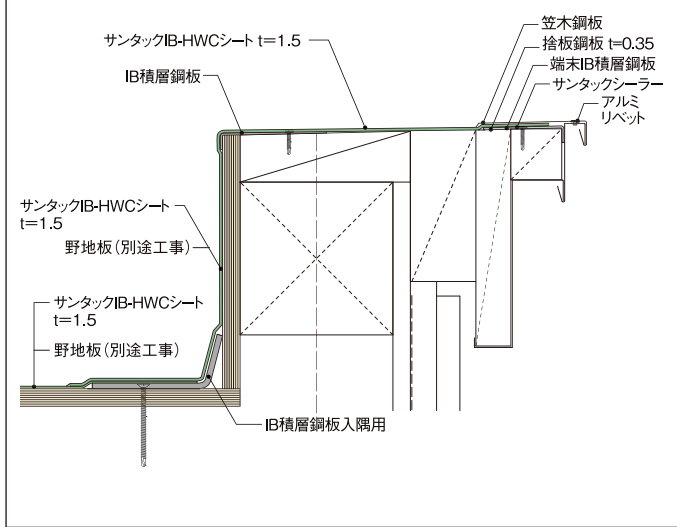 笠木鋼板
サンタックIB-HWCシート t=1.5
捨板鋼板 t=0.35
端末IB積層鋼板
IB積層鋼板
サンタックシーラー
アルミ
リベット
サンタックIB-HWCシート
t=1.5
野地板（別途工事）
サンタックIB-HWCシート
t=1.5
野地板（別途工事）
IB積層鋼板入隅用